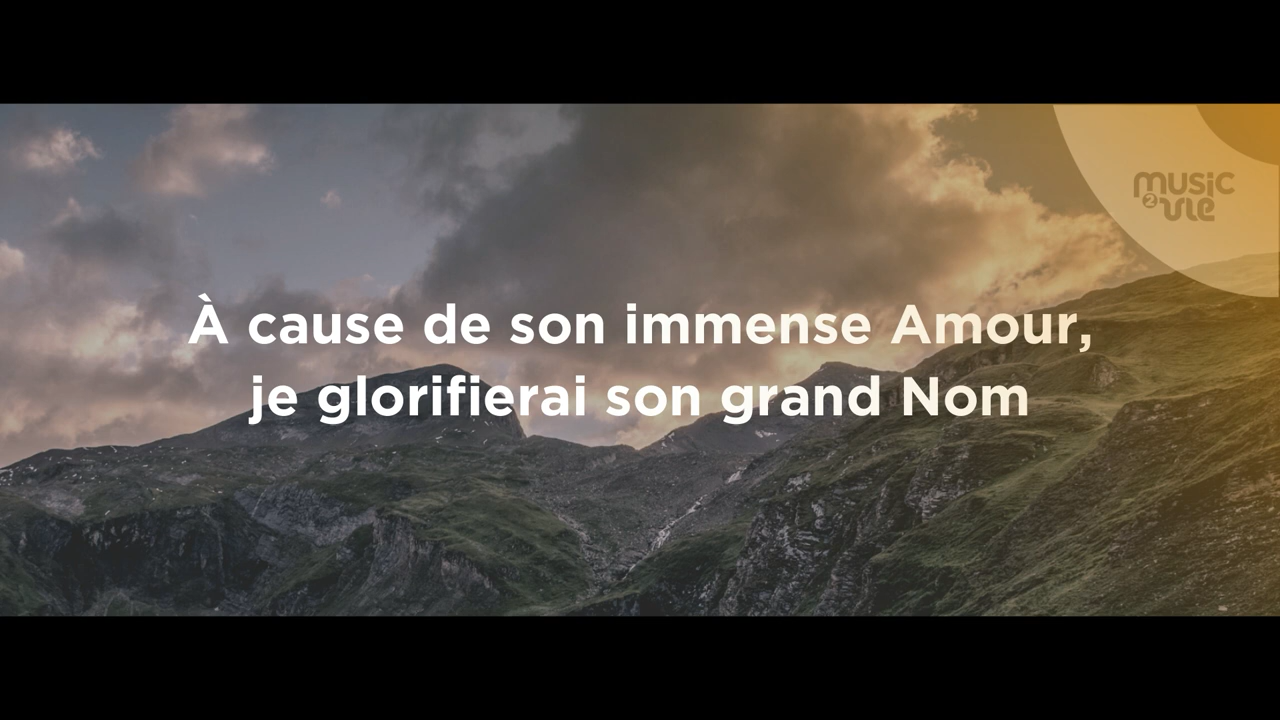 music
2 vie
À cause de son immense Amour,
je glorifierai son grand Nom